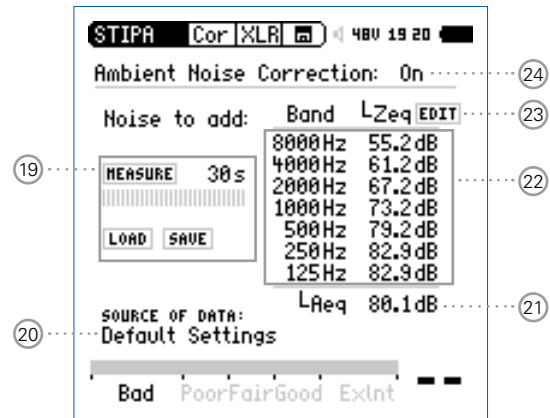 STIPA Cor XLR 48V 19 20
Ambient Noise Correction: On 24
Noise to add: Band LZeq EDIT 23
8000Hz 55.2dB
4000Hz 61.2dB
19 MEASURE 30s 2000Hz 67.2dB 22
1000Hz 73.2dB
LOAD SAVE 500Hz 79.2dB
250Hz 82.9dB
125Hz 82.9dB
LAeq 80.1dB 21
SOURCE OF DATA:
20 Default Settings
Bad Poor Fair Good Exlnt --